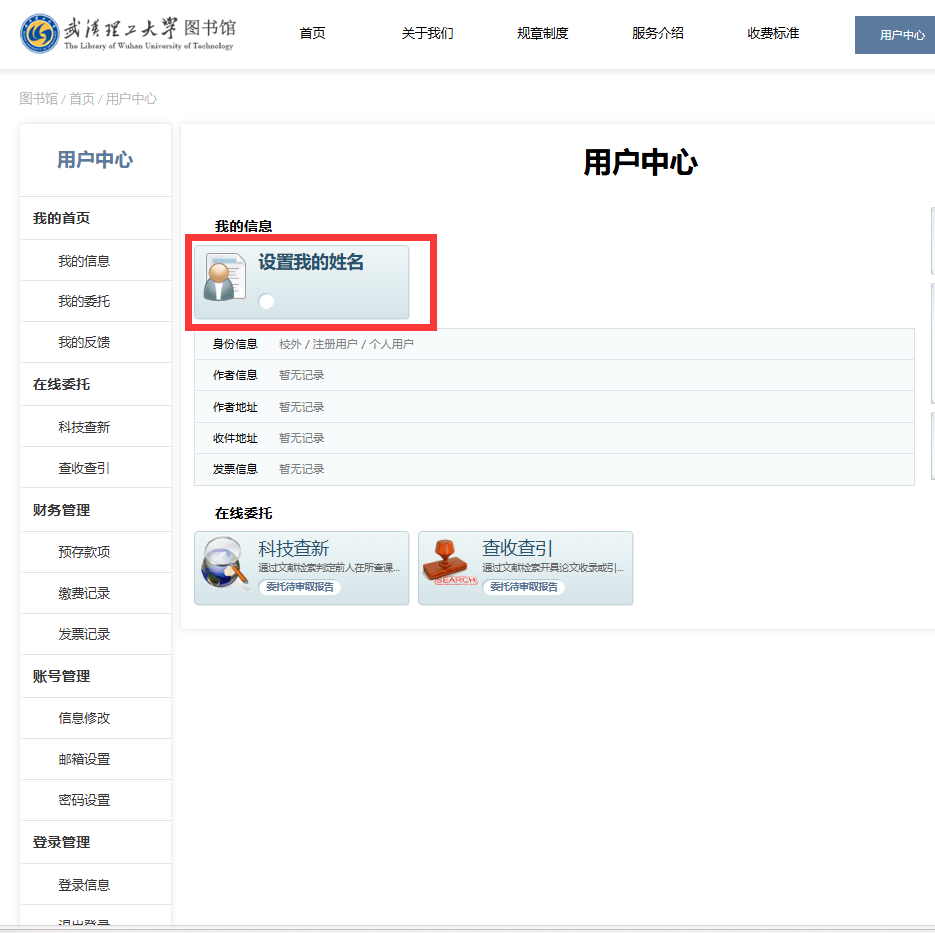 武汉理工大学 图书馆
The Library of Wuhan University of Technology
首页 关于我们 规章制度 服务介绍 收费标准 用户中心
图书馆 / 首页 / 用户中心
用户中心
我的首页
我的信息
我的委托
我的反馈
在线委托
科技查新
查收查引
财务管理
预存款项
缴费记录
发票记录
账号管理
信息修改
邮箱设置
密码设置
登录管理
登录信息
退出登录
用户中心
我的信息
设置我的姓名
身份信息 校外 / 注册用户 / 个人用户
作者信息 暂无记录
作者地址 暂无记录
收件地址 暂无记录
发票信息 暂无记录
在线委托
科技查新
通过文献检索判定前人在所查课...
委托待审取报告
SEARCH
查收查引
通过文献检索开具论文收录或引...
委托待审取报告